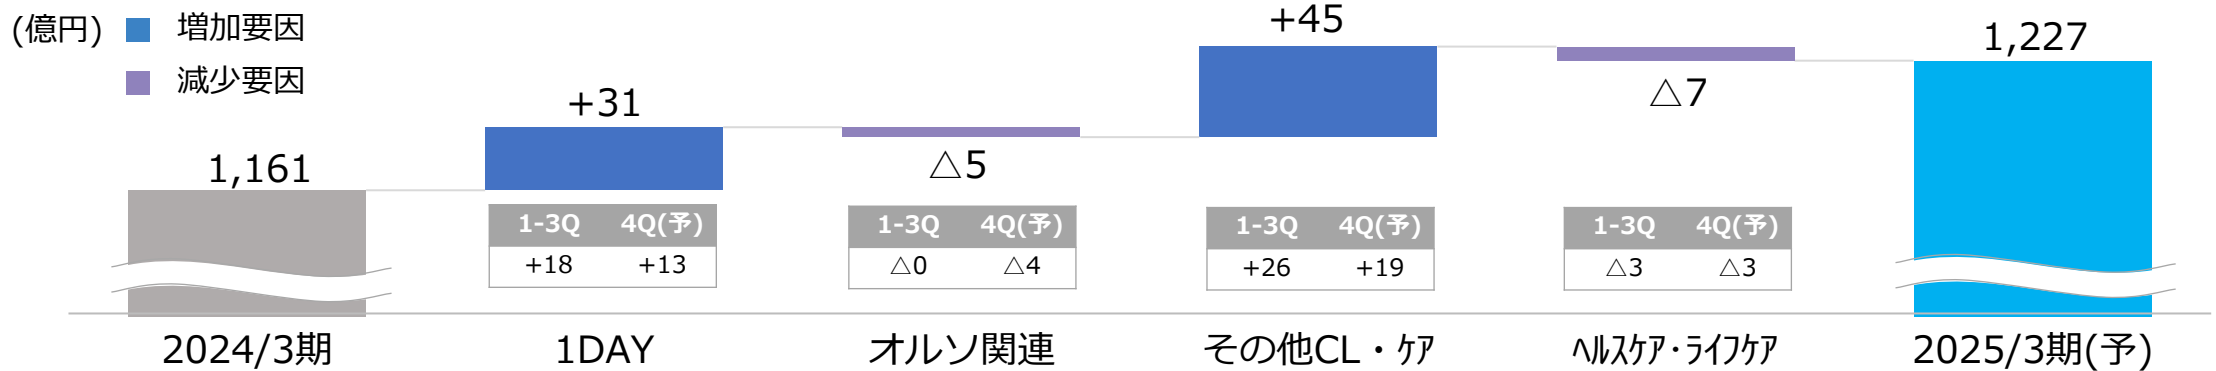 (億円)
増加要因
減少要因
1,161
+31
△5
+45
△7
1,227
1-3Q 4Q(予)
+18 +13
1-3Q 4Q(予)
△0 △4
1-3Q 4Q(予)
+26 +19
1-3Q 4Q(予)
△3 △3
2024/3期
1DAY
オルソ関連
その他CL・ｹｱ
ﾍﾙｽｹｱ･ﾗｲﾌｹｱ
2025/3期(予)